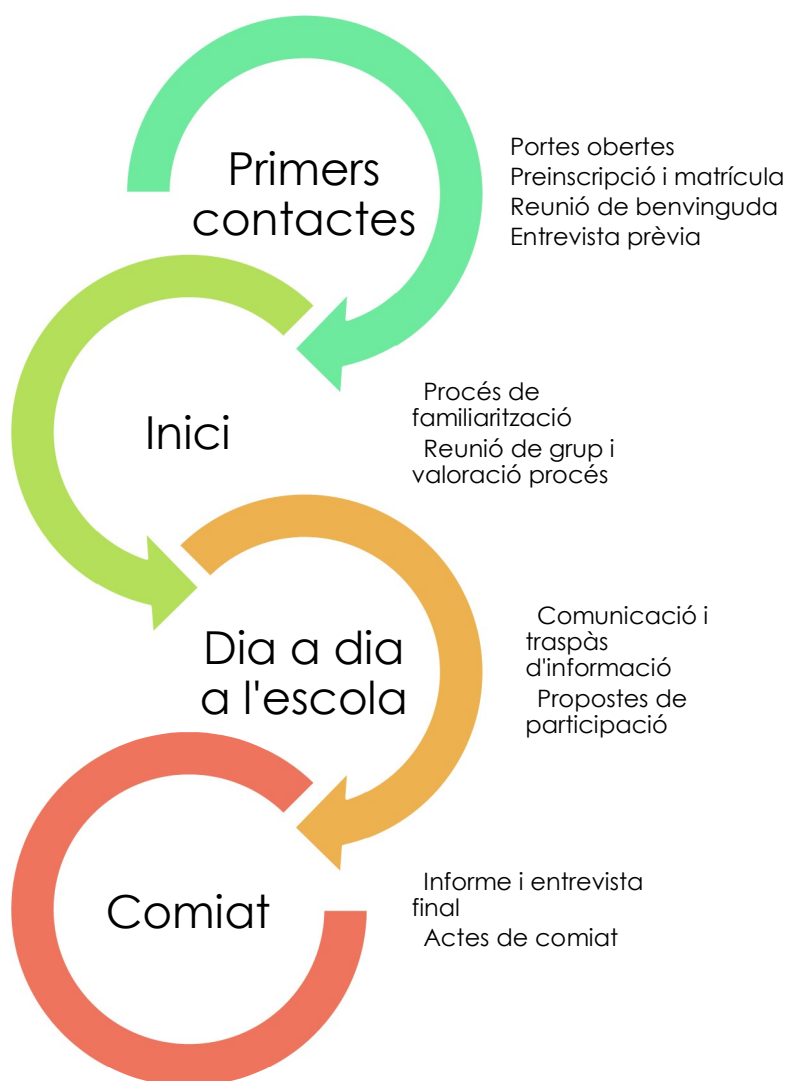 Primers
contactes
Portes obertes
Preinscripció i matrícula
Reunió de benvinguda
Entrevista prèvia
Inici
Procés de
familiarització
Reunió de grup i
valoració procés
Dia a dia
a l'escola
Comunicació i
traspàs
d'informació
Propostes de
participació
Comiat
Informe i entrevista
final
Actes de comiat